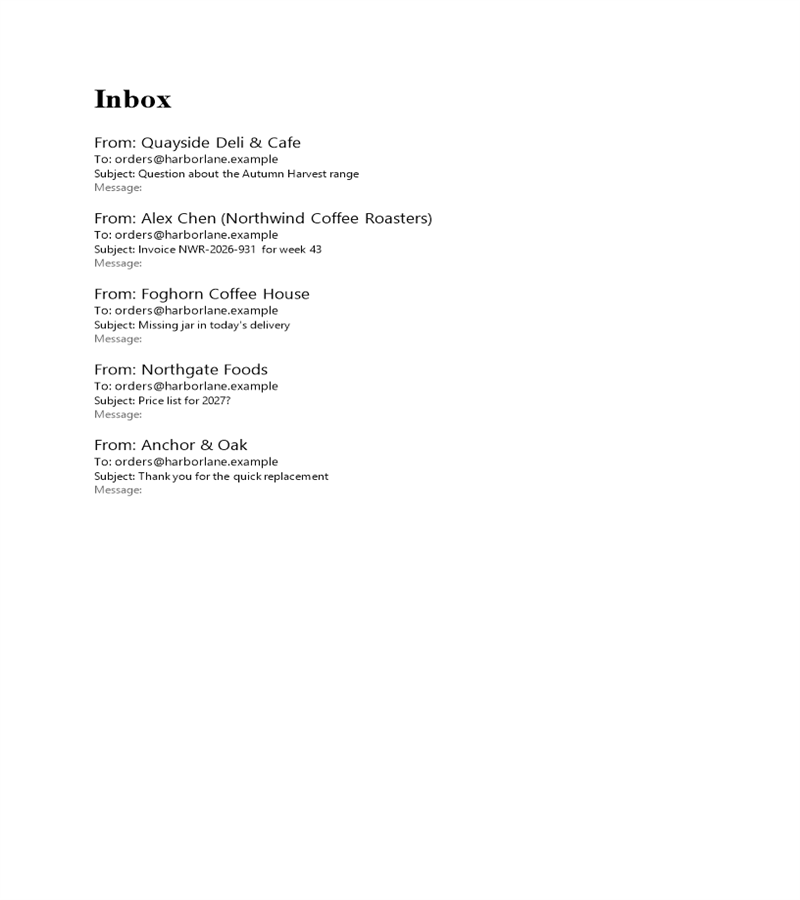 Inbox
From: Quayside Deli & Cafe
To: orders@harborlane.example
Subject: Question about the Autumn Harvest range
Message:
From: Alex Chen (Northwind Coffee Roasters)
To: orders@harborlane.example
Subject: Invoice NWR-2026-931 for week 43
Message:
From: Foghorn Coffee House
To: orders@harborlane.example
Subject: Missing jar in today's delivery
Message:
From: Northgate Foods
To: orders@harborlane.example
Subject: Price list for 2027?
Message:
From: Anchor & Oak
To: orders@harborlane.example
Subject: Thank you for the quick replacement
Message: